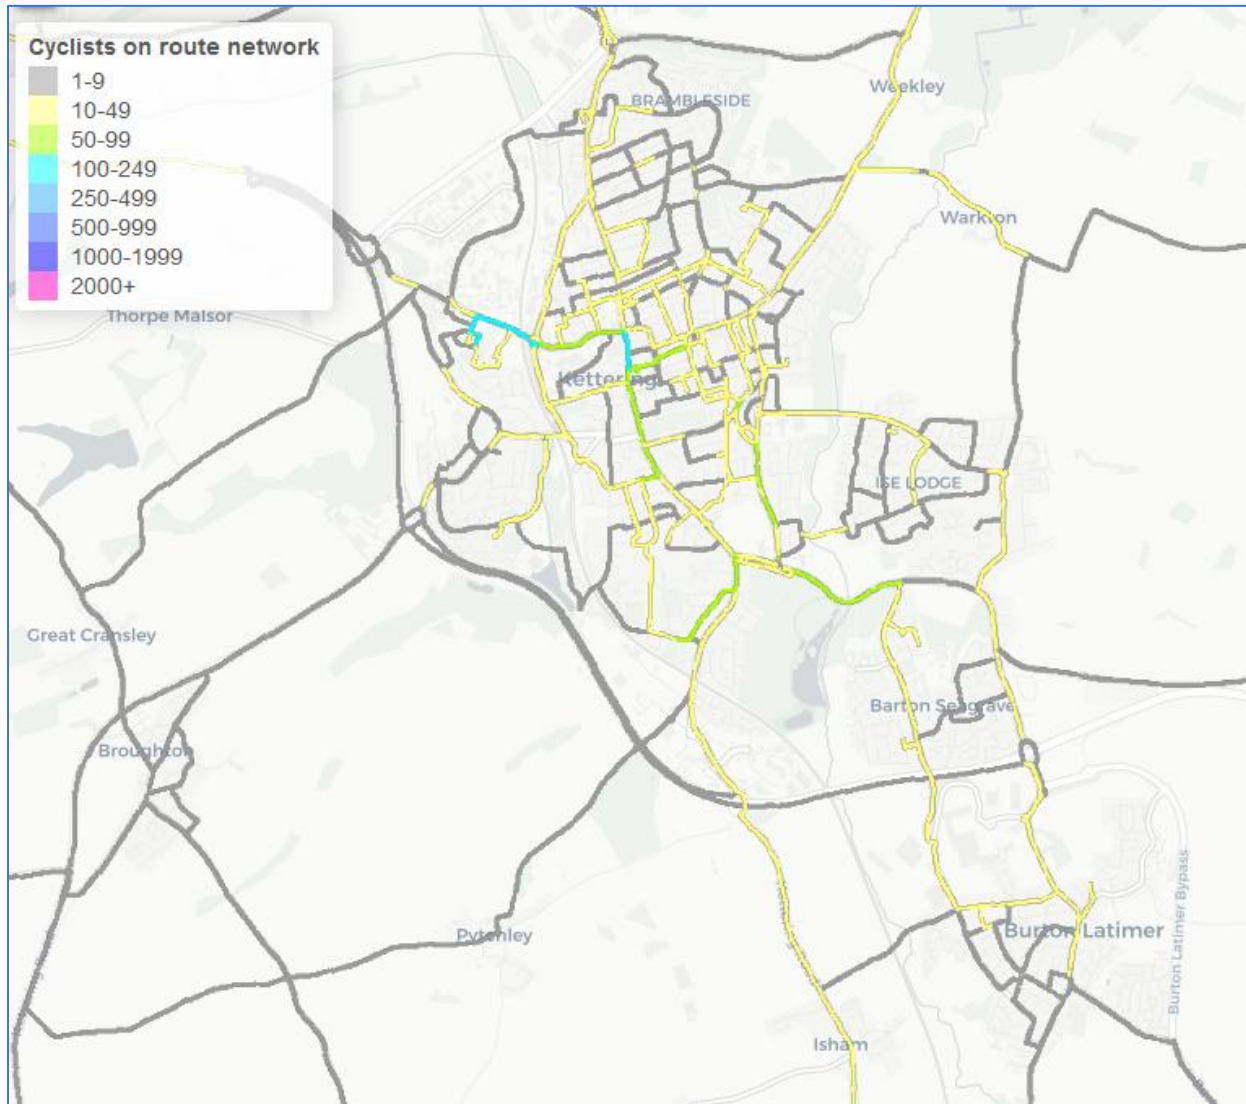 Cyclists on route network
1-9
10-49
50-99
100-249
250-499
500-999
1000-1999
2000+
BRAMBLESIDE
Weekley
Warkton
Thorpe Malsor
Kettering
ISE LODGE
Great Cransley
Barton Seagrave
Broughton
Burton Latimer Bypass
Pytchley
Burton Latimer
Isham